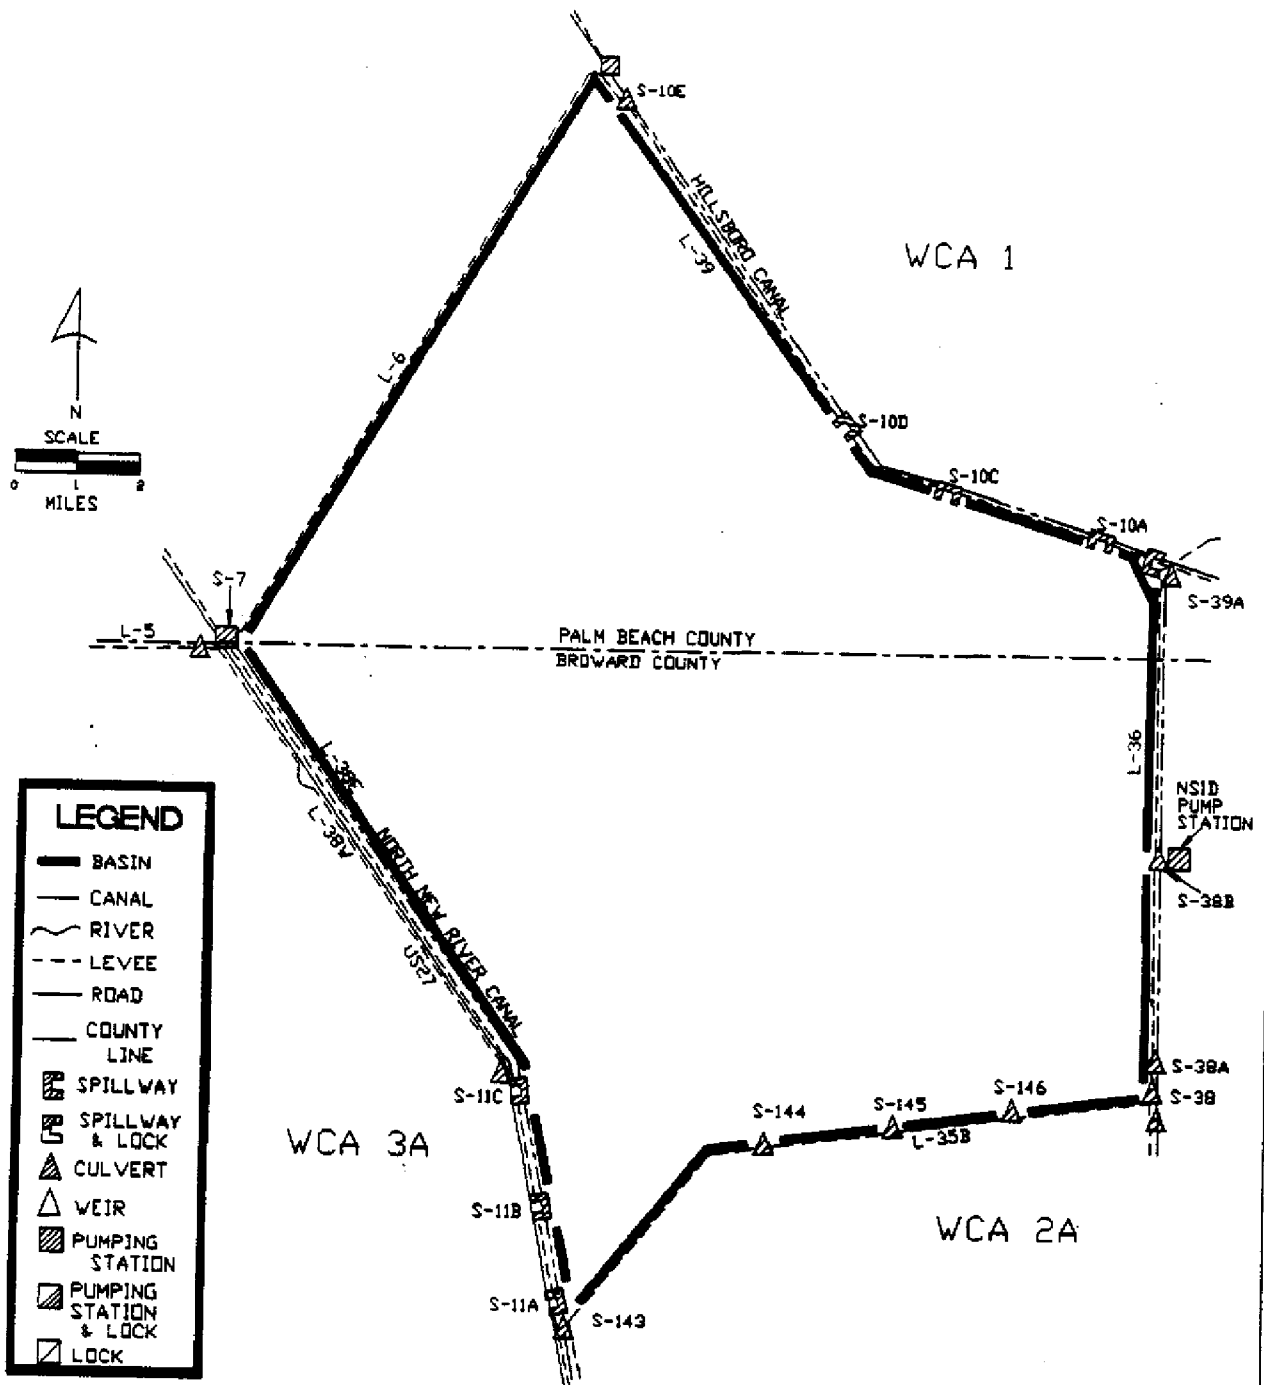 S-10E
HILLSBORO CANAL
L-39
WCA 1
L-6
N
SCALE
0 1 2
MILES
S-10D
S-10C
S-10A
S-39A
S-7
L-5
PALM BEACH COUNTY
BROWARD COUNTY
L-36
L-38E
L-38W
NORTH NEW RIVER CANAL
US27
NSID
PUMP
STATION
S-38B
S-38A
S-38
S-146
S-145
S-144
L-35B
S-11C
WCA 3A
S-11B
WCA 2A
S-11A
S-143
LEGEND
BASIN
CANAL
RIVER
LEVEE
ROAD
COUNTY
LINE
SPILLWAY
SPILLWAY
& LOCK
CULVERT
WEIR
PUMPING
STATION
PUMPING
STATION
& LOCK
LOCK